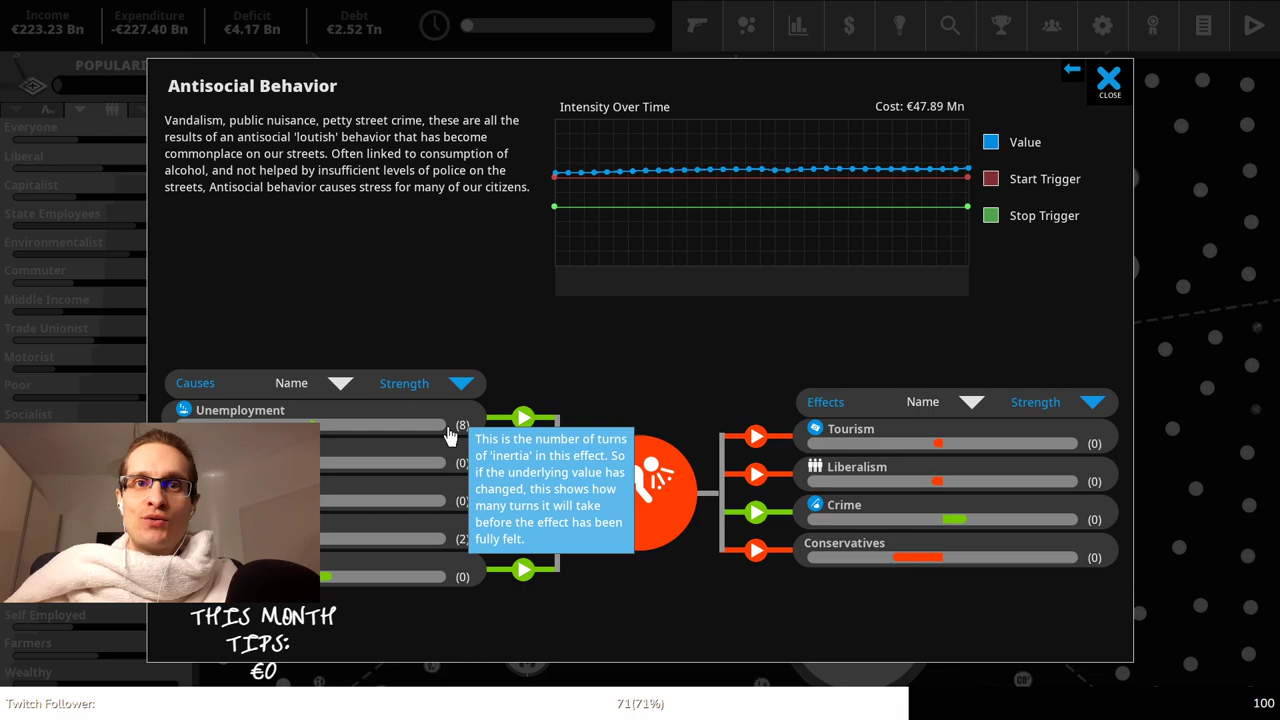 Income
Expenditure
Deficit
Debt
€223.23 Bn
-€227.40 Bn
€4.17 Bn
€2.52 Tn
POPULARI
A
Everyone
Liberal
Capitalist
State Employees
Environmentalist
Commuter
Middle Income
Trade Unionist
Motorist
Poor
Socialist
Self Employed
Farmers
Wealthy
Antisocial Behavior
CLOSE
Vandalism, public nuisance, petty street crime, these are all the
results of an antisocial 'loutish' behavior that has become
commonplace on our streets. Often linked to consumption of
alcohol, and not helped by insufficient levels of police on the
streets, Antisocial behavior causes stress for many of our citizens.
Intensity Over Time
Cost: €47.89 Mn
Value
Start Trigger
Stop Trigger
Causes
Name
Strength
Unemployment
(8)
(0)
(0)
(2)
(0)
This is the number of turns
of 'inertia' in this effect. So
if the underlying value has
changed, this shows how
many turns it will take
before the effect has been
fully felt.
Effects
Name
Strength
Tourism
(0)
Liberalism
(0)
Crime
(0)
Conservatives
(0)
THIS MONTH
TIPS:
€0
Twitch Follower:
71(71%)
100